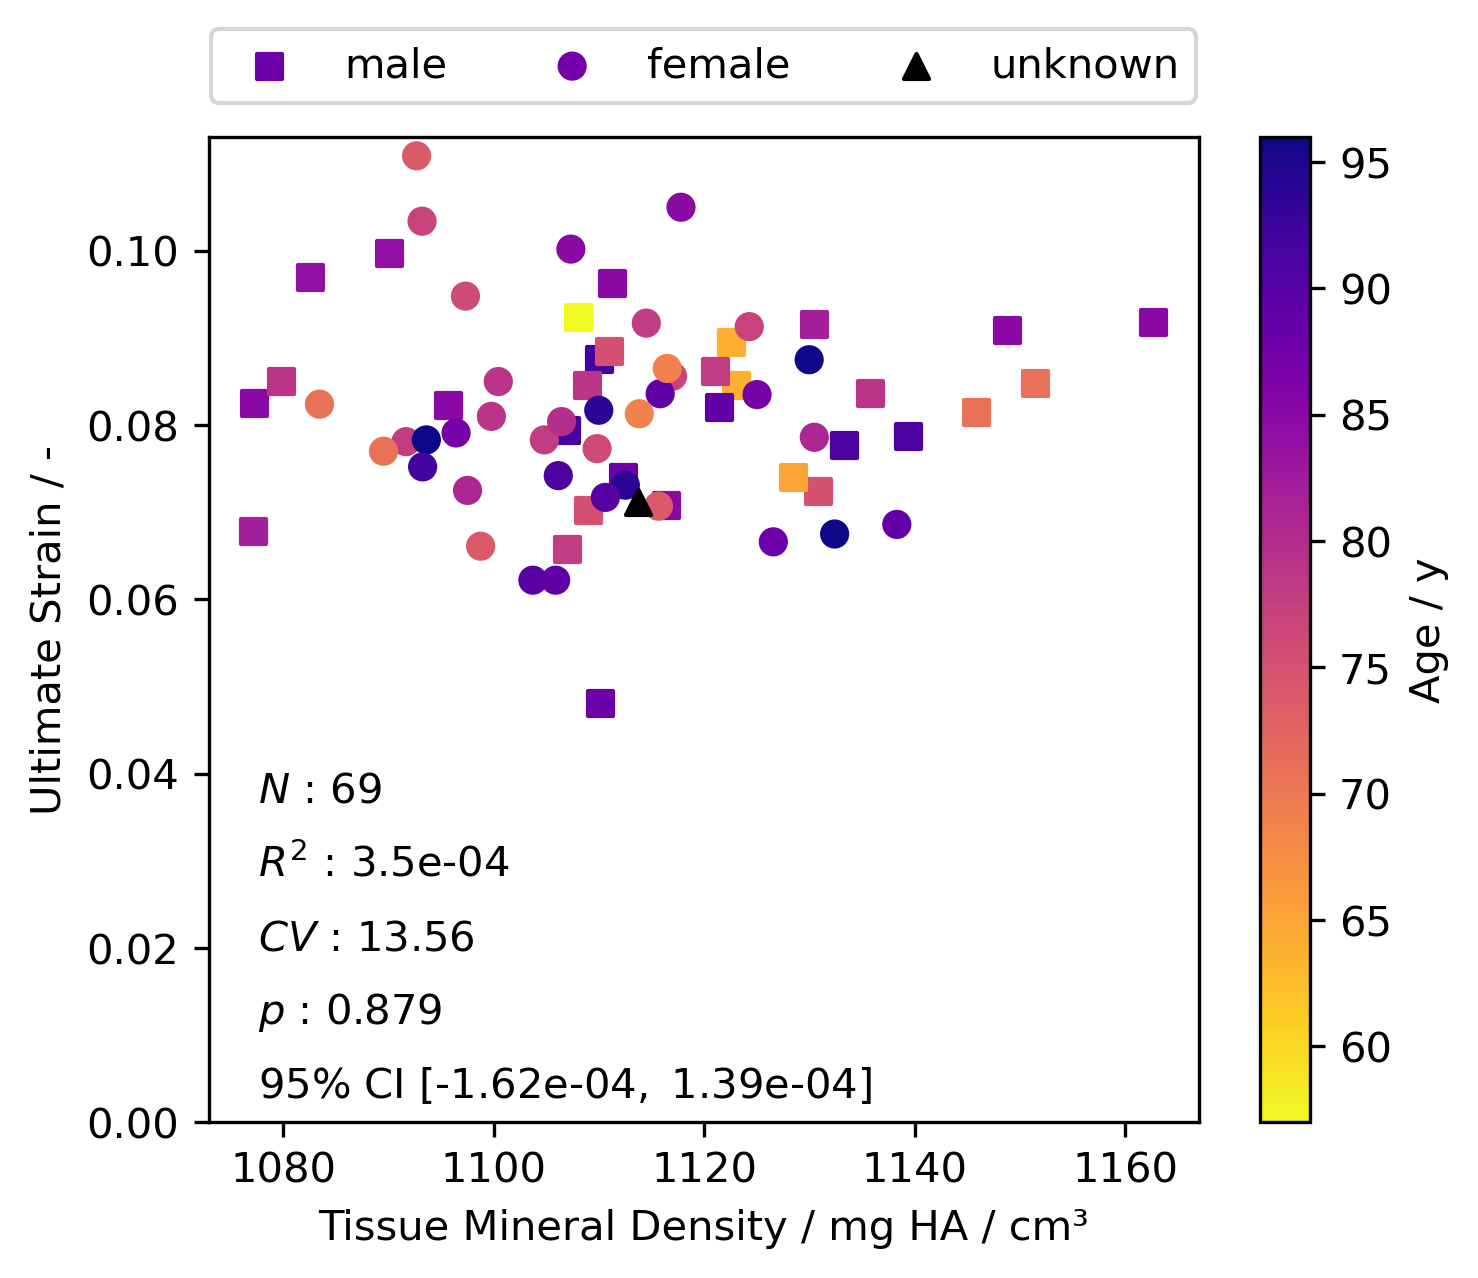 male female unknown
0.10
0.08
0.06
0.04
0.02
0.00
Ultimate Strain / -
N : 69
R² : 3.5e-04
CV : 13.56
p : 0.879
95% CI [-1.62e-04, 1.39e-04]
1080 1100 1120 1140 1160
Tissue Mineral Density / mg HA / cm³
95
90
85
80
75
70
65
60
Age / y